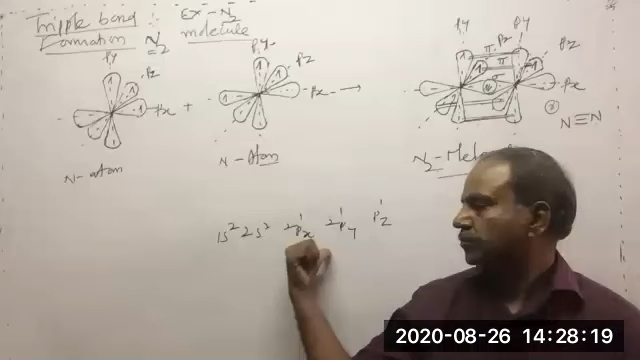 Tripple bond :- EX - N2
Formation N2 molecule
Py
Pz
Px
+
N-atom
Py
Pz
Px
→
N-Atom
Py Py
π Pz
Pz
σ
Px
π
N≡N
N2-
1s² 2s² 2Px¹ 2Py¹ Pz¹
2020-08-26 14:28:19